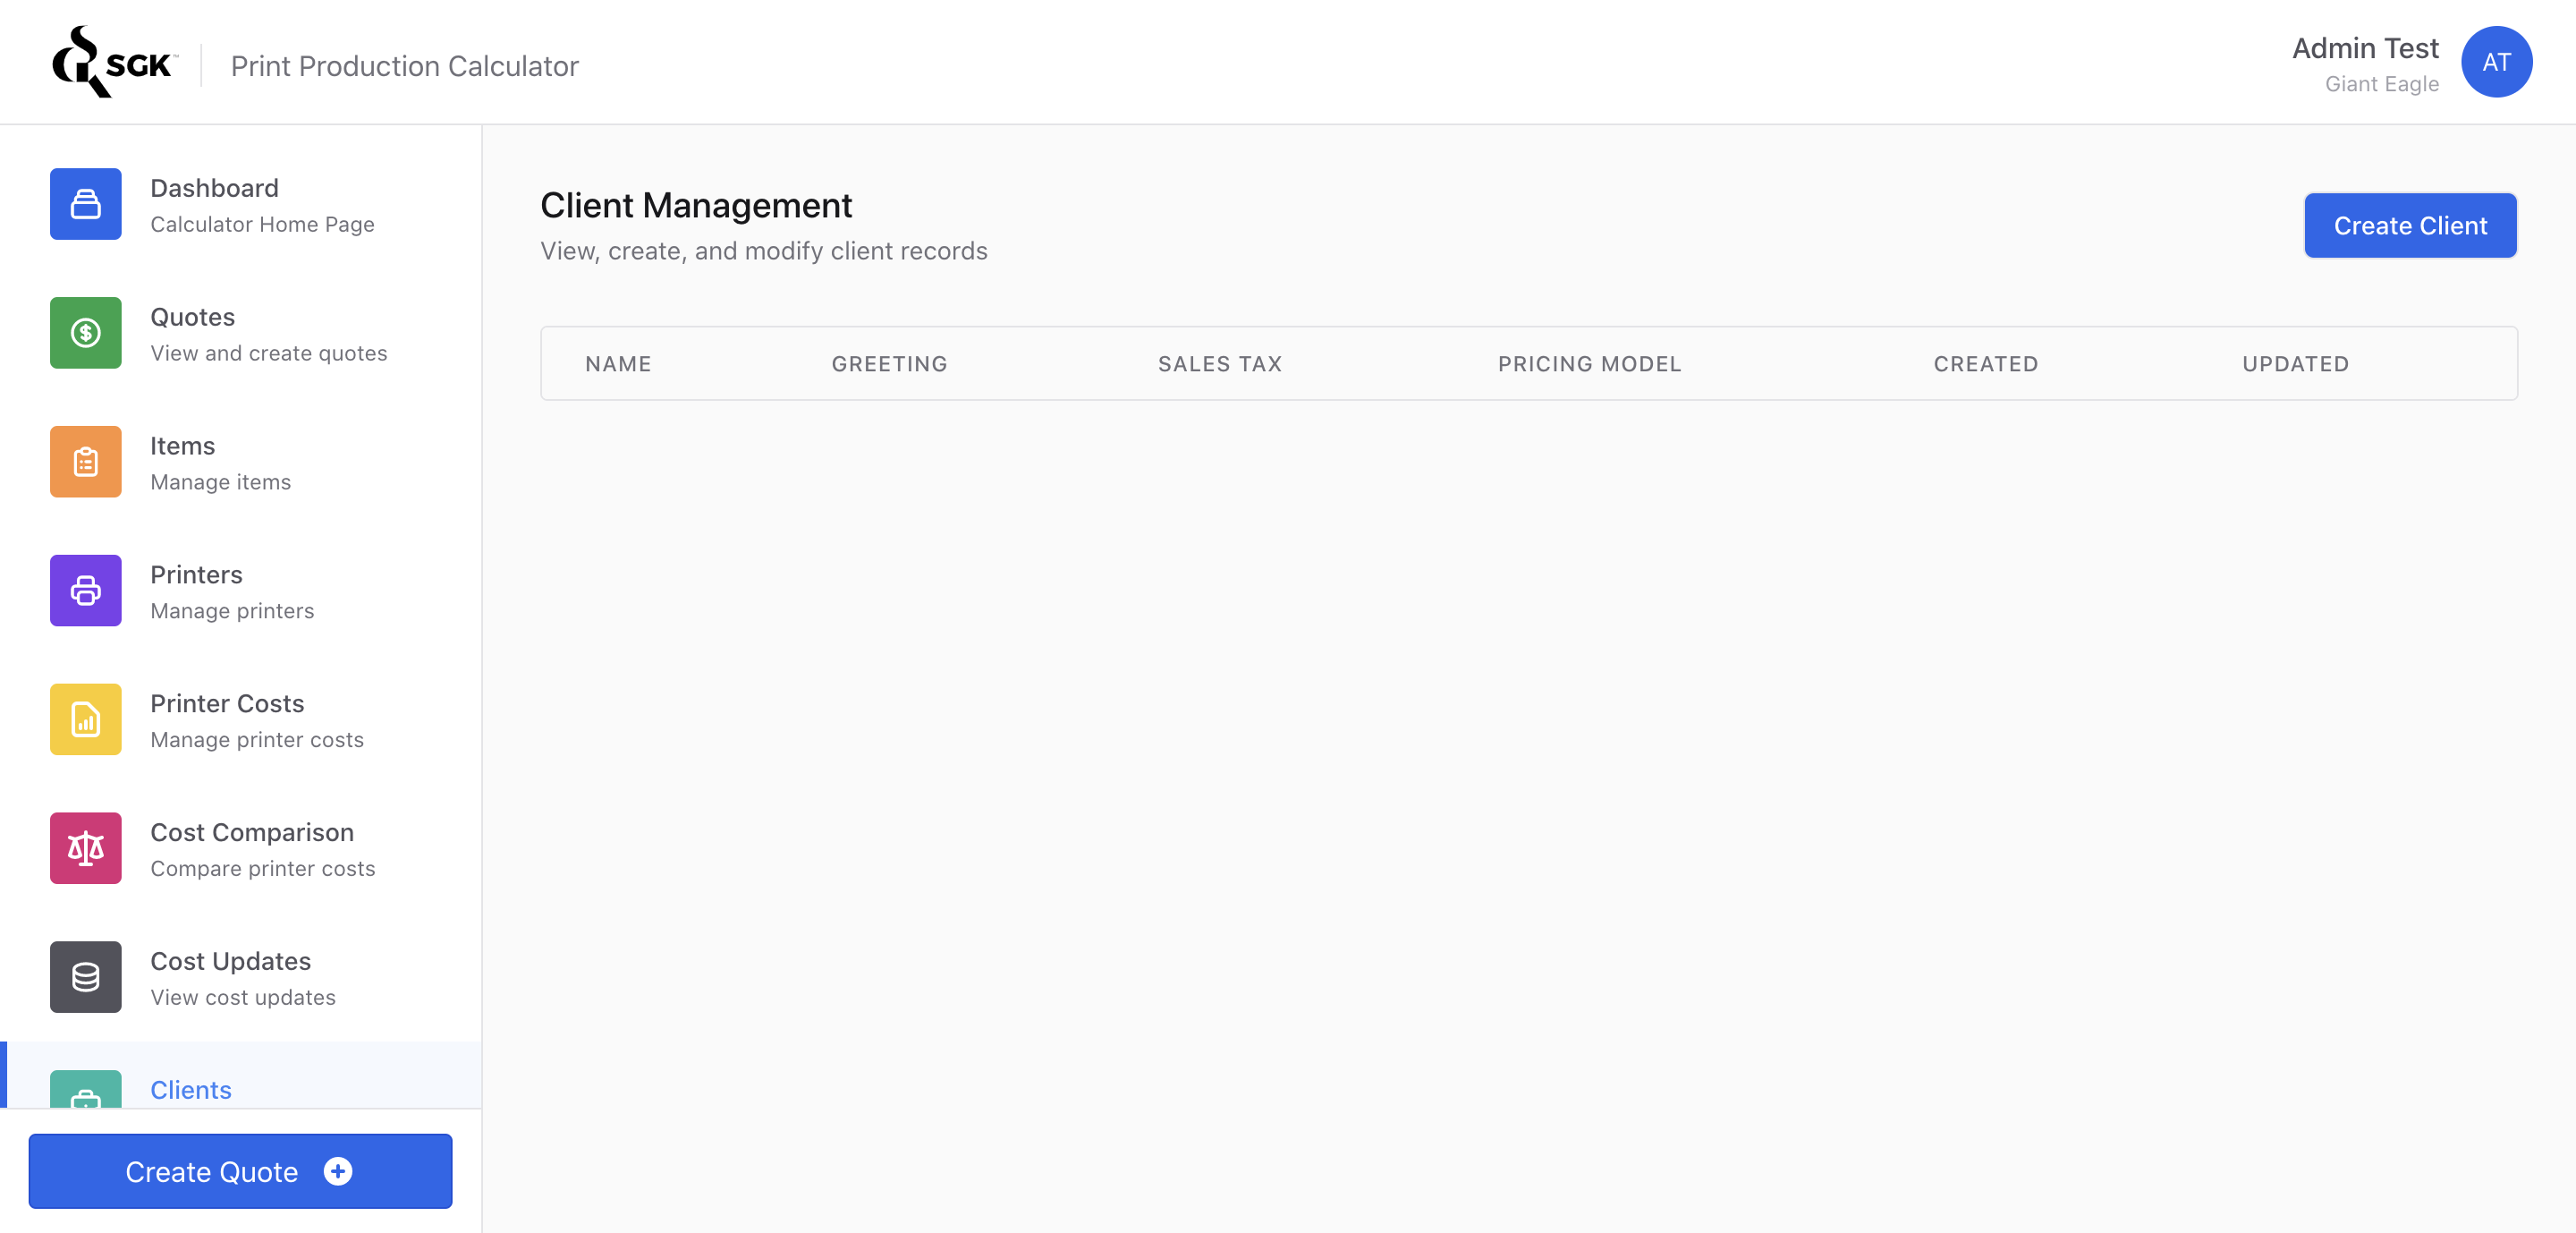 SGK™
Print Production Calculator
Admin Test
Giant Eagle
AT
Dashboard
Calculator Home Page
Quotes
View and create quotes
Items
Manage items
Printers
Manage printers
Printer Costs
Manage printer costs
Cost Comparison
Compare printer costs
Cost Updates
View cost updates
Clients
Create Quote
Client Management
View, create, and modify client records
Create Client
NAME GREETING SALES TAX PRICING MODEL CREATED UPDATED